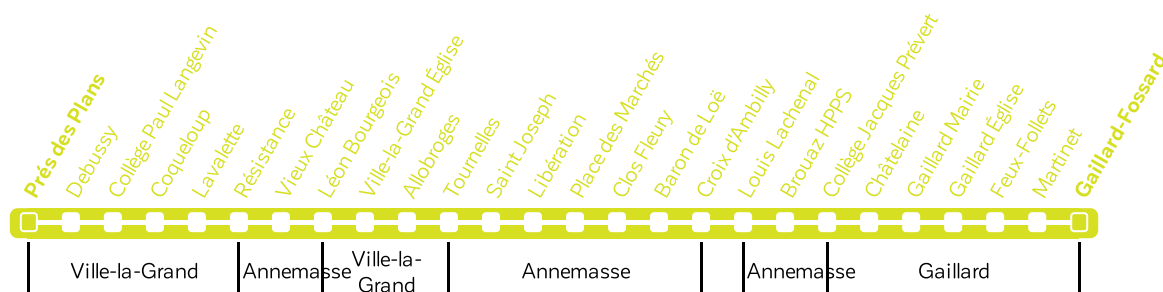 Prés des Plans
Debussy
Collège Paul Langevin
Coqueloup
Lavalette
Résistance
Vieux Château
Léon Bourgeois
Ville-la-Grand Église
Allobroges
Tournelles
Saint Joseph
Libération
Place des Marchés
Clos Fleury
Baron de Loë
Croix d'Ambilly
Louis Lachenal
Brouaz HPPS
Collège Jacques Prévert
Châtelaine
Gaillard Mairie
Gaillard Église
Feux-Follets
Martinet
Gaillard-Fossard
Ville-la-Grand
Annemasse
Ville-la-
Grand
Annemasse
Annemasse
Gaillard